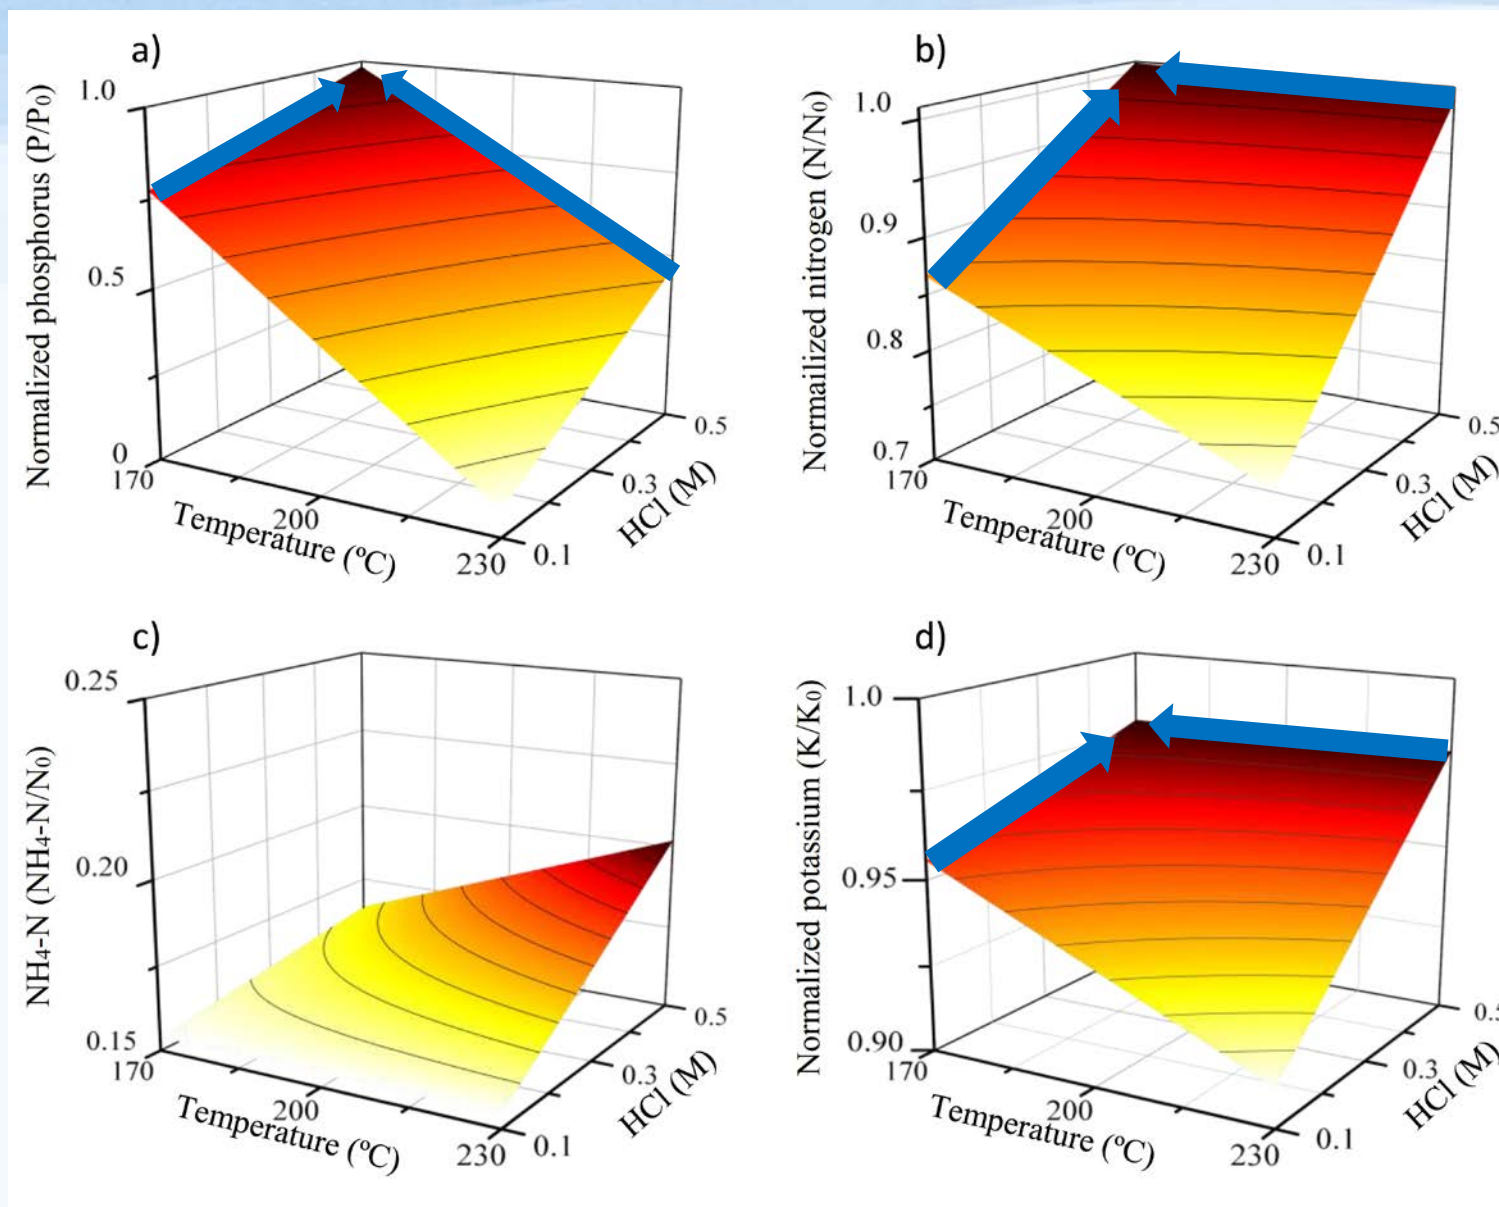 a)
Normalized phosphorus (P/P₀)
1.0
0.5
0
170
200
230
Temperature (ºC)
0.1
0.3
0.5
HCl (M)
b)
Normailized nitrogen (N/N₀)
1.0
0.9
0.8
0.7
170
200
230
Temperature (ºC)
0.1
0.3
0.5
HCl (M)
c)
NH₄-N (NH₄-N/N₀)
0.25
0.20
0.15
170
200
230
Temperature (ºC)
0.1
0.3
0.5
HCl (M)
d)
Normalized potassium (K/K₀)
1.0
0.95
0.90
170
200
230
Temperature (ºC)
0.1
0.3
0.5
HCl (M)